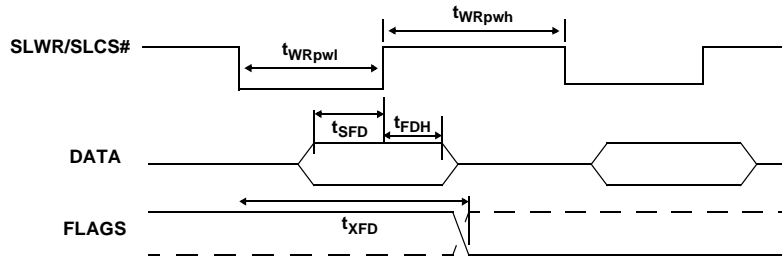 tWRpwh
SLWR/SLCS#
tWRpwl
tSFD
tFDH
DATA
tXFD
FLAGS